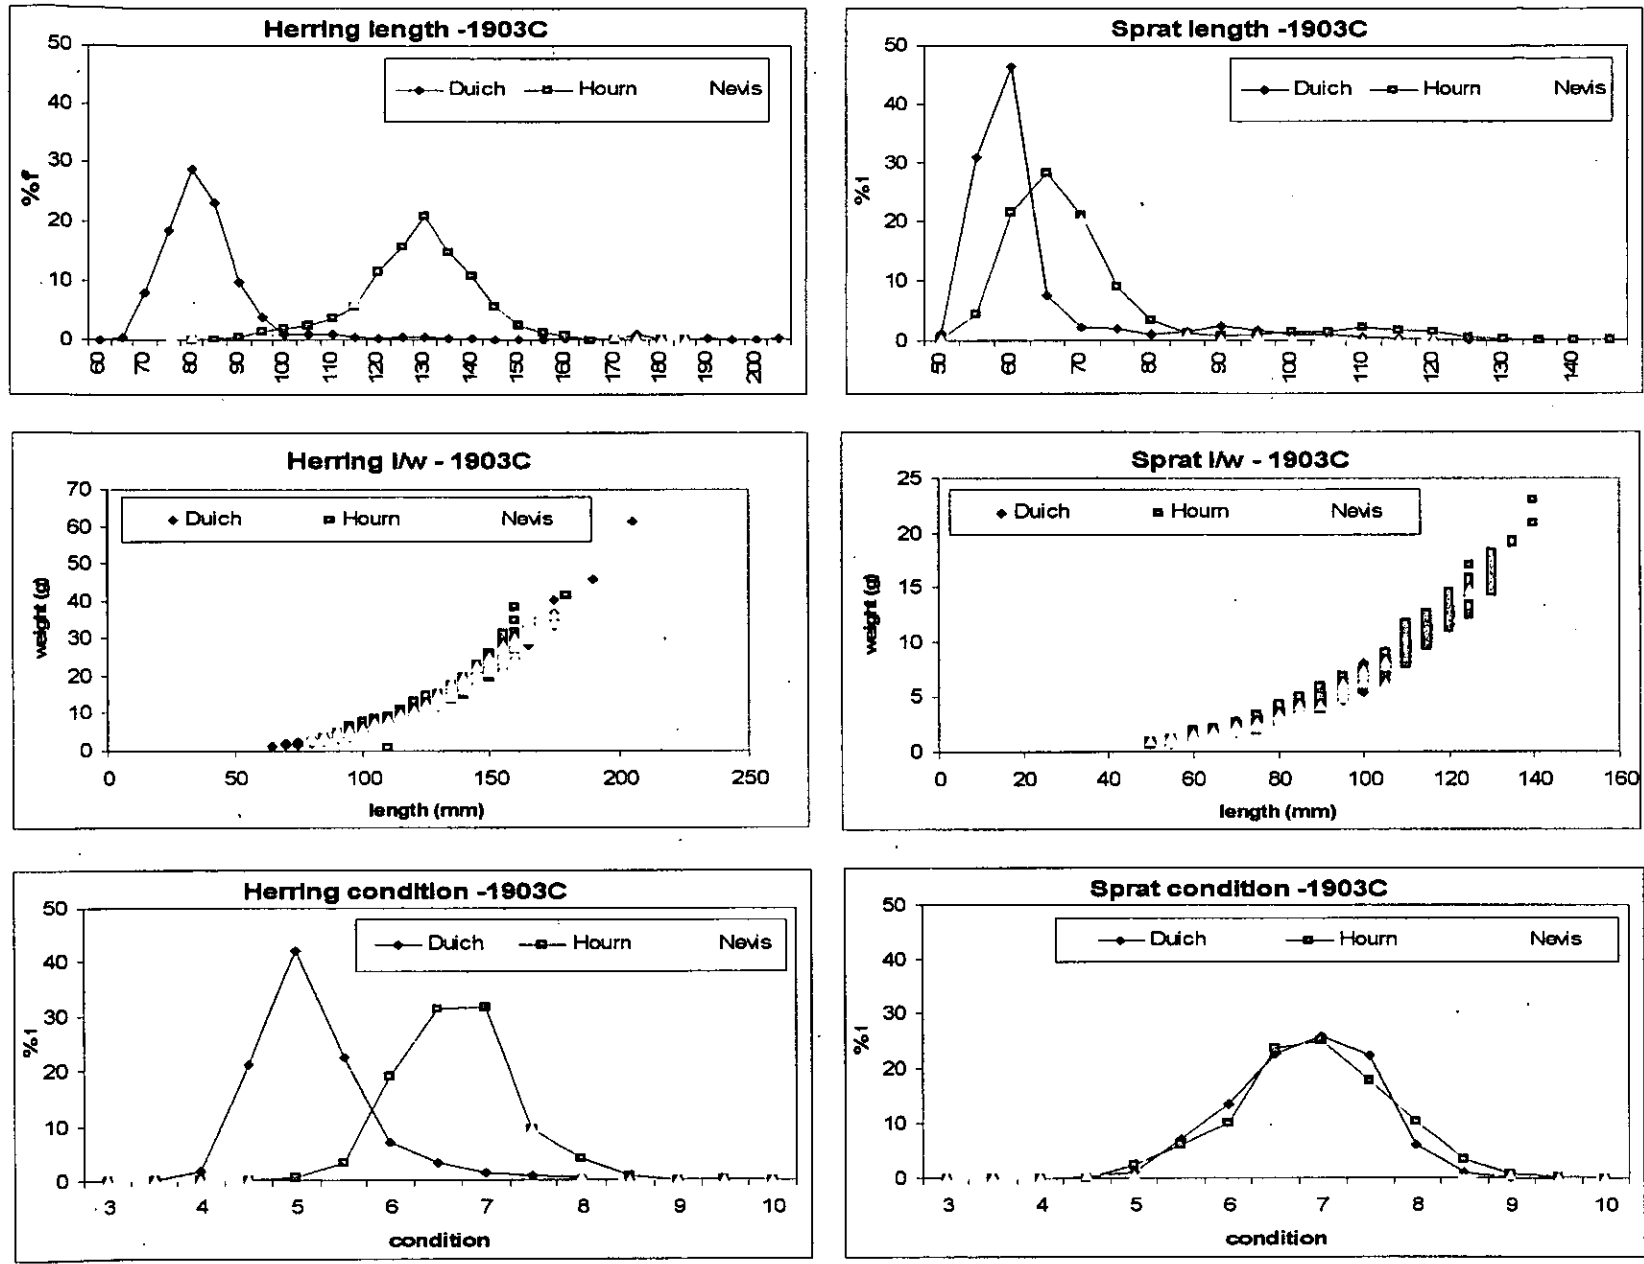 Herring length -1903C
Duich Hourn Nevis
50
40
30
20
10
0
%f
60 70 80 90 100 110 120 130 140 150 160 170 180 190 200
Sprat length -1903C
Duich Hourn Nevis
50
40
30
20
10
0
%f
50 60 70 80 90 100 110 120 130 140
Herring l/w - 1903C
Duich Hourn Nevis
70
60
50
40
30
20
10
0
weight (g)
0 50 100 150 200 250
length (mm)
Sprat l/w - 1903C
Duich Hourn Nevis
25
20
15
10
5
0
weight (g)
0 20 40 60 80 100 120 140 160
length (mm)
Herring condition -1903C
Duich Hourn Nevis
50
40
30
20
10
0
%f
3 4 5 6 7 8 9 10
condition
Sprat condition -1903C
Duich Hourn Nevis
50
40
30
20
10
0
%f
3 4 5 6 7 8 9 10
condition